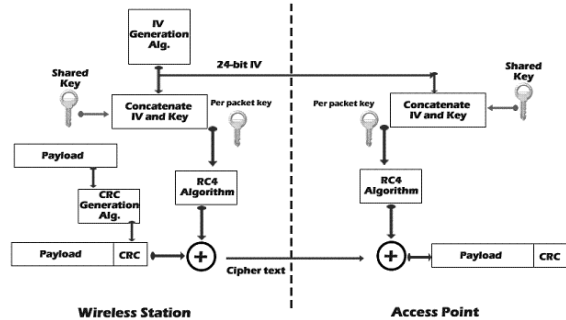 IV
Generation
Alg.
24-bit IV
Shared
Key
Shared
Key
Concatenate
IV and Key
Per packet key
Per packet key
Concatenate
IV and Key
Payload
RC4
Algorithm
RC4
Algorithm
CRC
Generation
Alg.
Payload
CRC
Cipher text
Payload
CRC
Wireless Station
Access Point